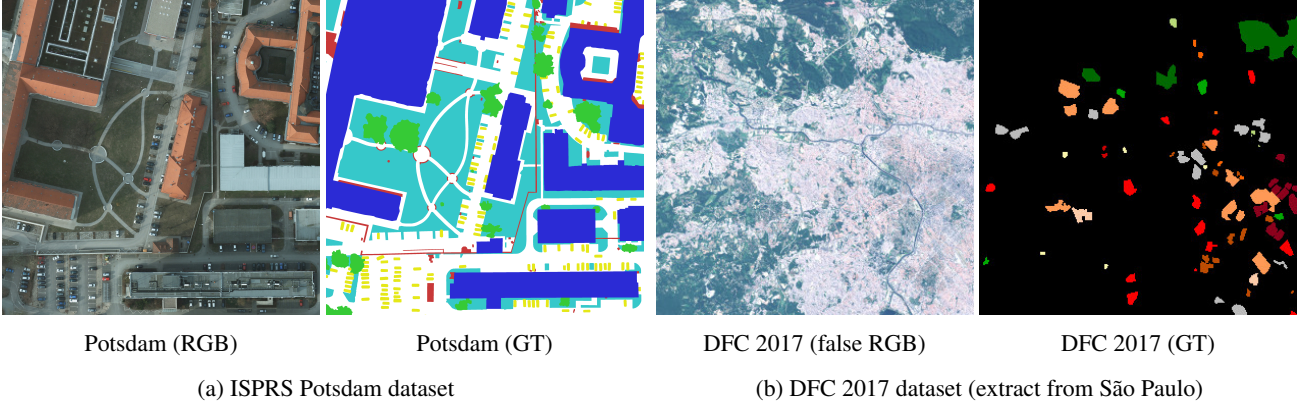 Potsdam (RGB)
Potsdam (GT)
DFC 2017 (false RGB)
DFC 2017 (GT)
(a) ISPRS Potsdam dataset
(b) DFC 2017 dataset (extract from São Paulo)